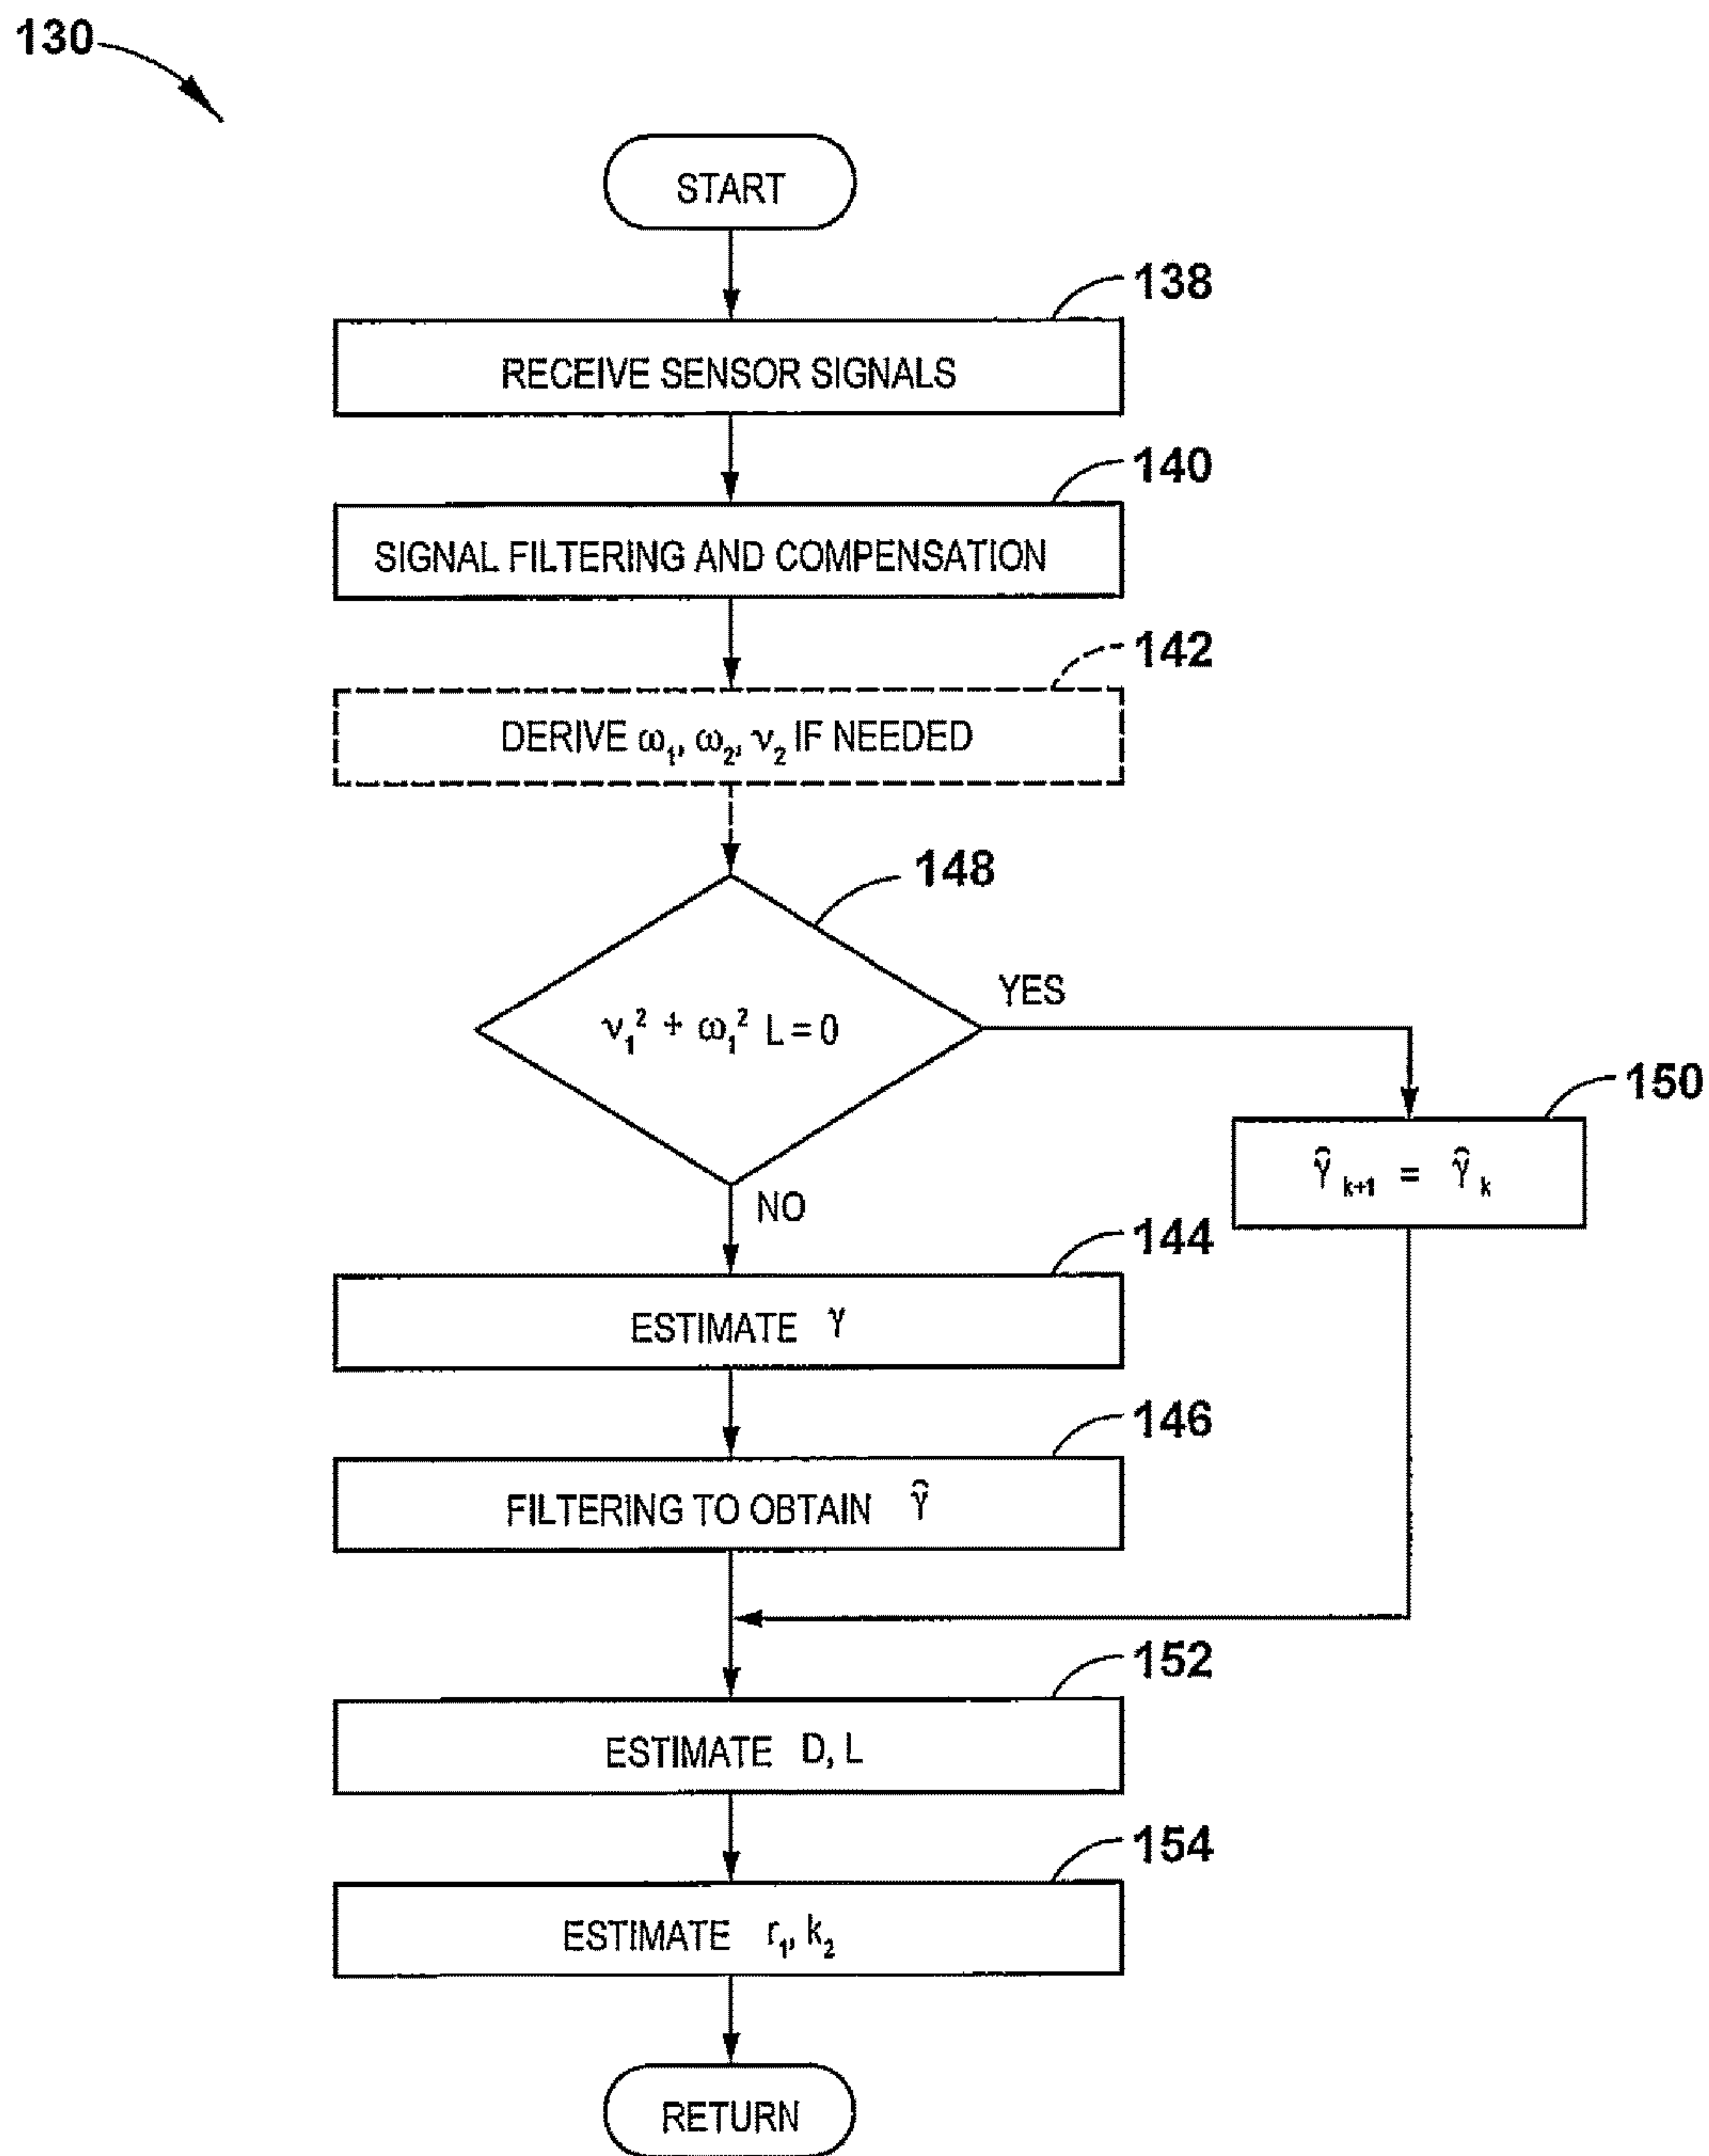 130
START
138
RECEIVE SENSOR SIGNALS
140
SIGNAL FILTERING AND COMPENSATION
142
DERIVE ω₁, ω₂, ν₂ IF NEEDED
148
ν₁² + ω₁² L = 0
YES
150
γ̂ₖ₊₁ = γ̂ₖ
NO
144
ESTIMATE γ
146
FILTERING TO OBTAIN γ̂
152
ESTIMATE D, L
154
ESTIMATE r₁, k₂
RETURN